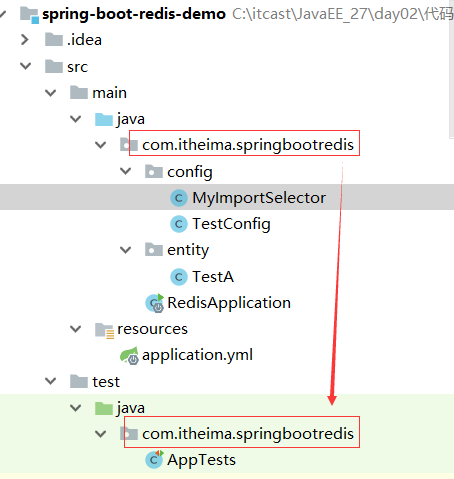 spring-boot-redis-demo C:\itcast\JavaEE_27\day02\代码
.idea
src
main
java
com.itheima.springbootredis
config
MyImportSelector
TestConfig
entity
TestA
RedisApplication
resources
application.yml
test
java
com.itheima.springbootredis
AppTests